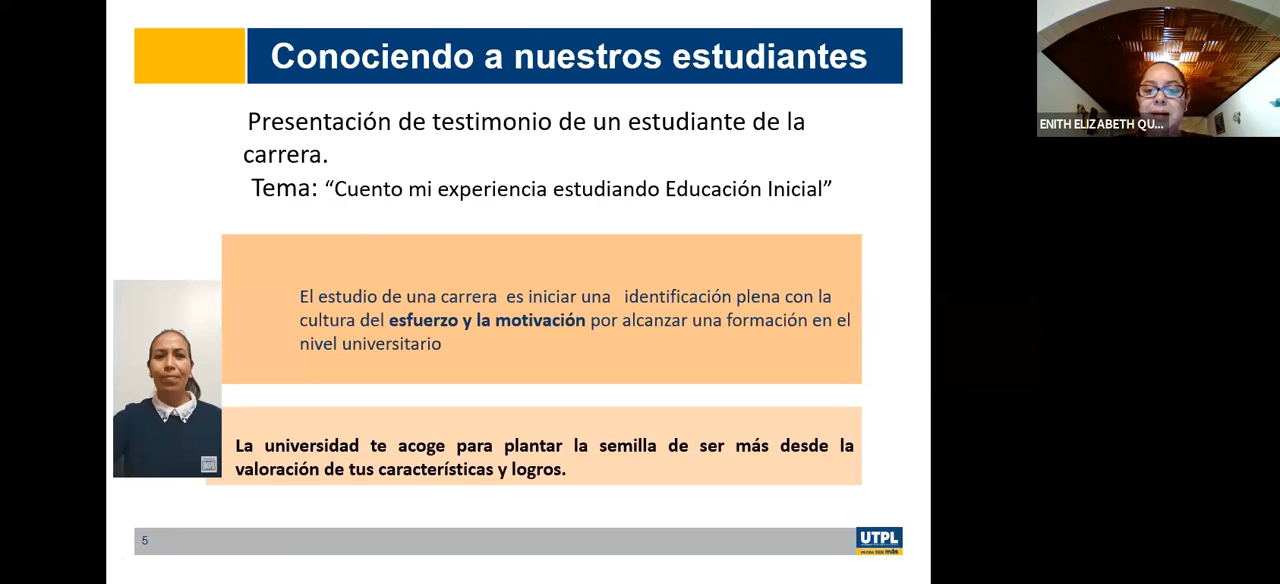 Conociendo a nuestros estudiantes
Presentación de testimonio de un estudiante de la
carrera.
Tema: “Cuento mi experiencia estudiando Educación Inicial”
El estudio de una carrera es iniciar una identificación plena con la
cultura del esfuerzo y la motivación por alcanzar una formación en el
nivel universitario
La universidad te acoge para plantar la semilla de ser más desde la
valoración de tus características y logros.
5
UTPL
ENITH ELIZABETH QU...